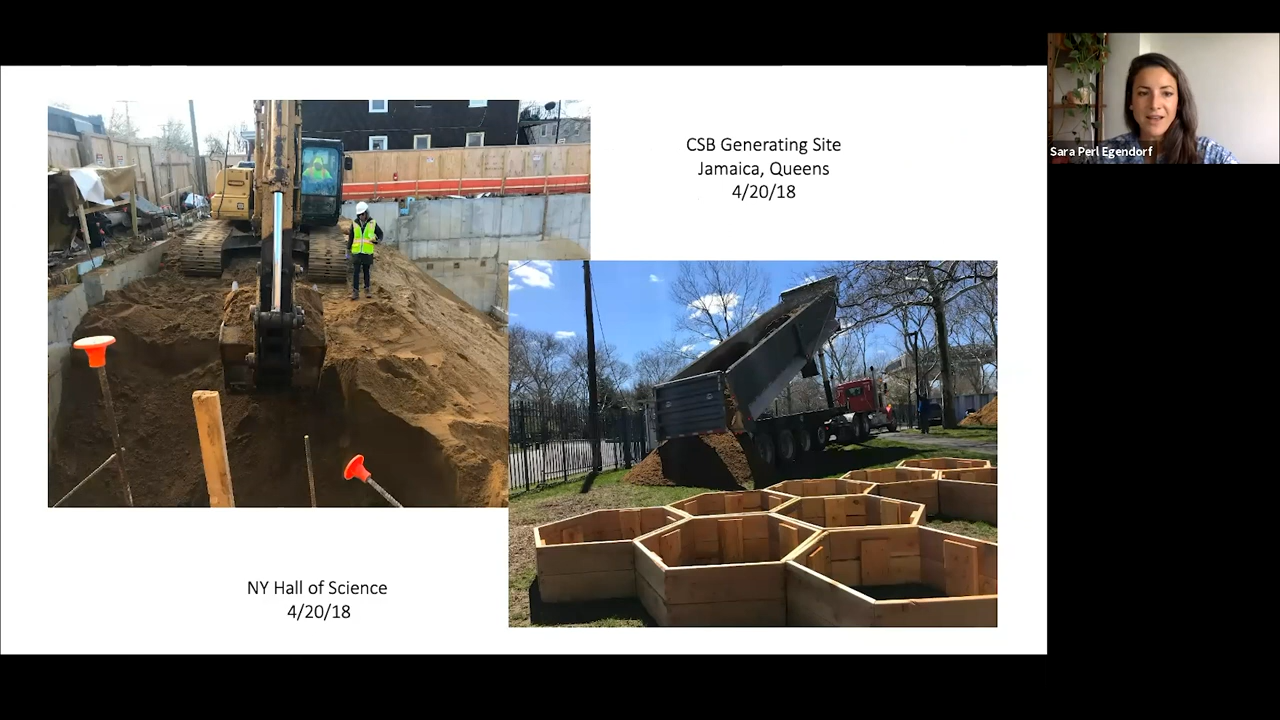 CSB Generating Site
Jamaica, Queens
4/20/18
Sara Perl Egendorf
NY Hall of Science
4/20/18